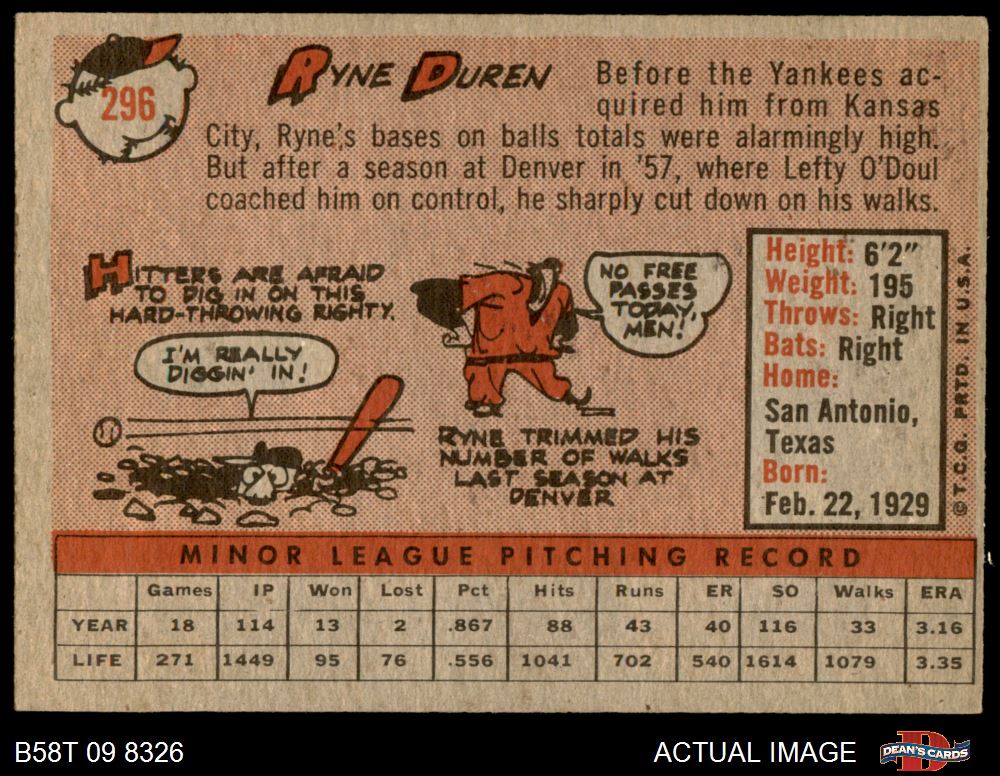 296
RYNE DUREN
Before the Yankees ac-
quired him from Kansas
City, Ryne's bases on balls totals were alarmingly high.
But after a season at Denver in '57, where Lefty O'Doul
coached him on control, he sharply cut down on his walks.
HITTERS ARE AFRAID
TO DIG IN ON THIS
HARD-THROWING RIGHTY.
I'M REALLY
DIGGIN' IN!
NO FREE
PASSES
TODAY,
MEN!
RYNE TRIMMED HIS
NUMBER OF WALKS
LAST SEASON AT
DENVER
Height: 6'2"
Weight: 195
Throws: Right
Bats: Right
Home:
San Antonio,
Texas
Born:
Feb. 22, 1929
© T.C.G. PRTD. IN U.S.A.
MINOR LEAGUE PITCHING RECORD
Games IP Won Lost Pct Hits Runs ER SO Walks ERA
YEAR 18 114 13 2 .867 88 43 40 116 33 3.16
LIFE 271 1449 95 76 .556 1041 702 540 1614 1079 3.35
B58T 09 8326
ACTUAL IMAGE
DEAN'S CARDS